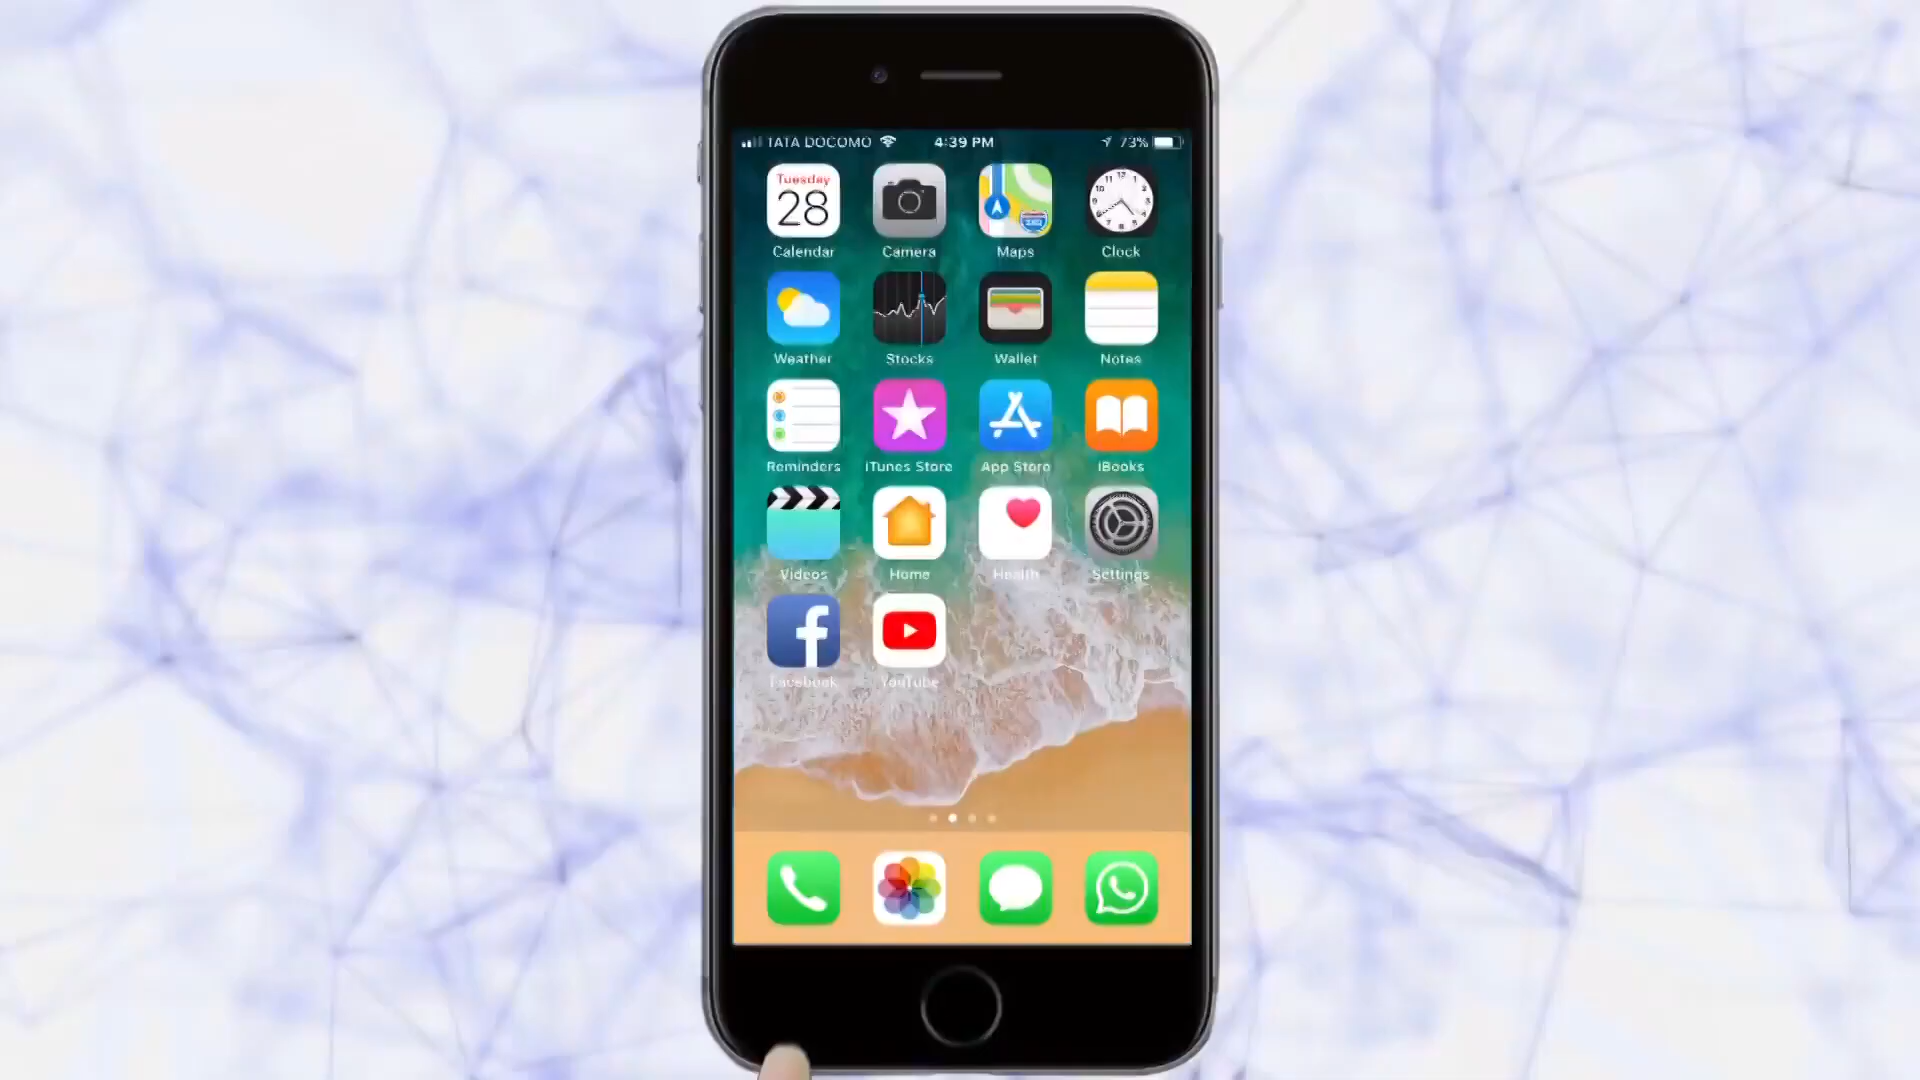 TATA DOCOMO 4:39 PM 73%
Tuesday
28
Calendar Camera Maps Clock
Weather Stocks Wallet Notes
Reminders iTunes Store App Store iBooks
Videos Home Health Settings
Facebook YouTube